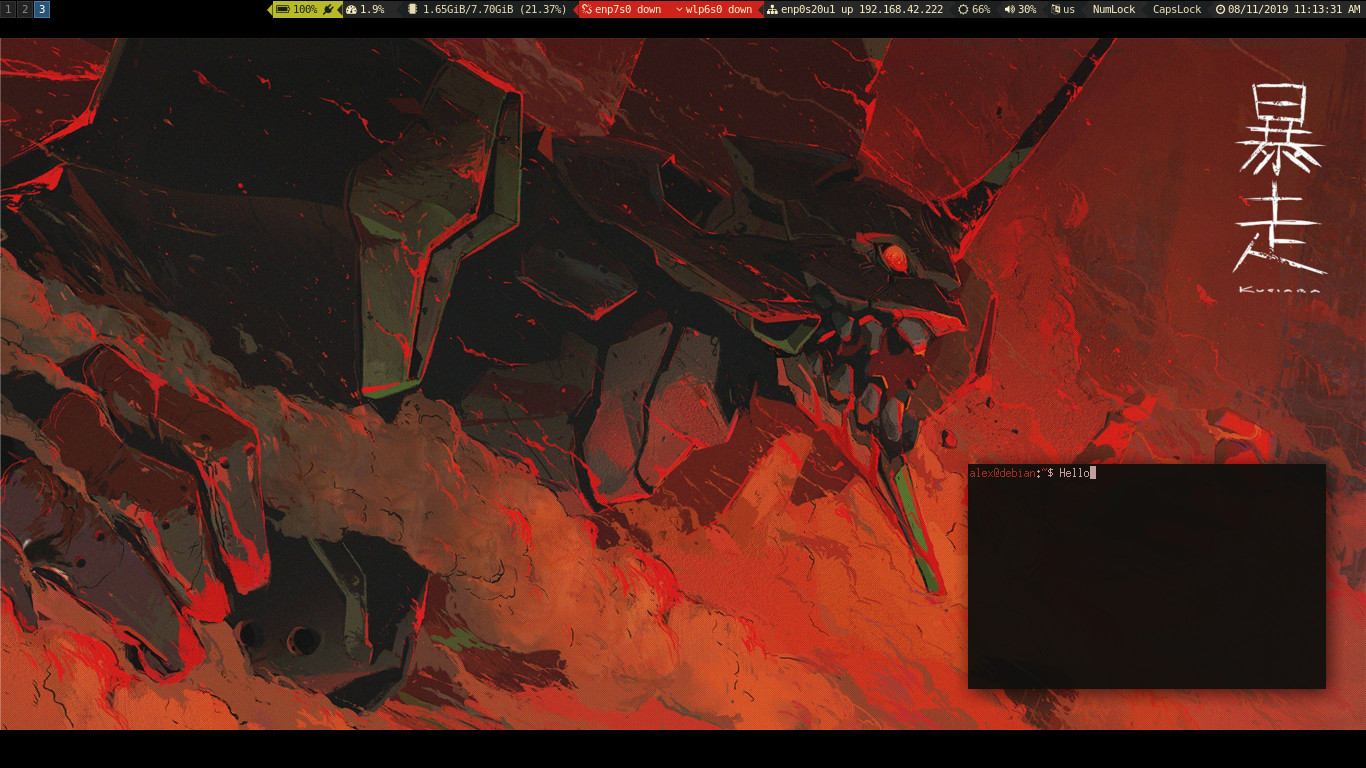 1 2 3 100% 1.9% 1.65GiB/7.70GiB (21.37%) enp7s0 down wlp6s0 down enp0s20u1 up 192.168.42.222 66% 30% us NumLock CapsLock 08/11/2019 11:13:31 AM
暴
走
Kuciara
alex@debian:~$ Hello